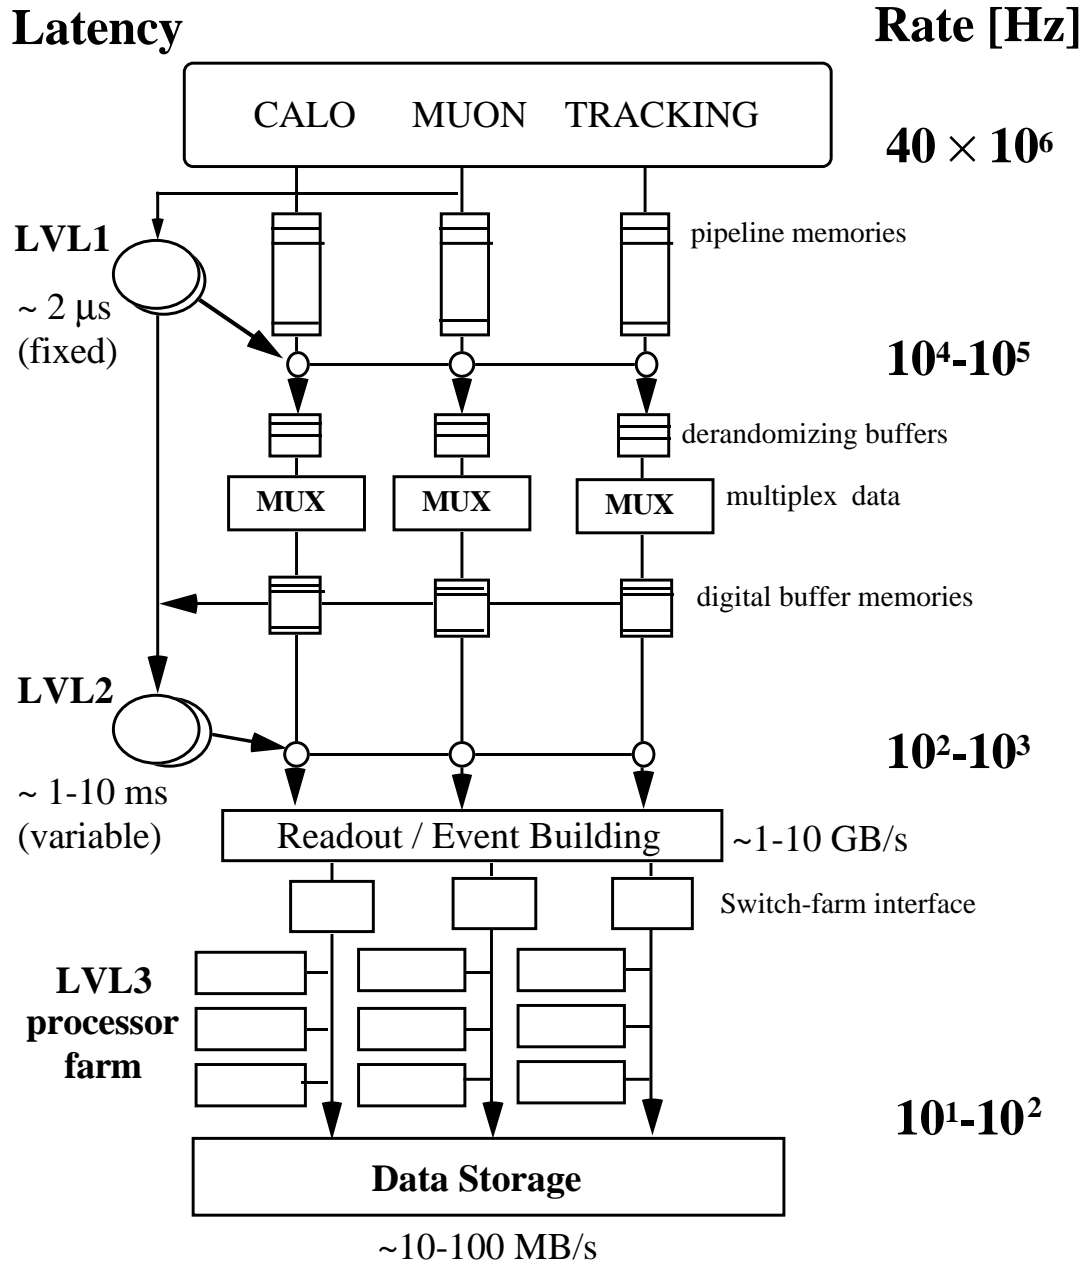 Latency
Rate [Hz]
CALO MUON TRACKING
40 × 10⁶
LVL1
pipeline memories
~ 2 μs
(fixed)
10⁴-10⁵
derandomizing buffers
MUX MUX MUX
multiplex data
digital buffer memories
LVL2
10²-10³
~ 1-10 ms
(variable)
Readout / Event Building
~1-10 GB/s
Switch-farm interface
LVL3
processor
farm
10¹-10²
Data Storage
~10-100 MB/s